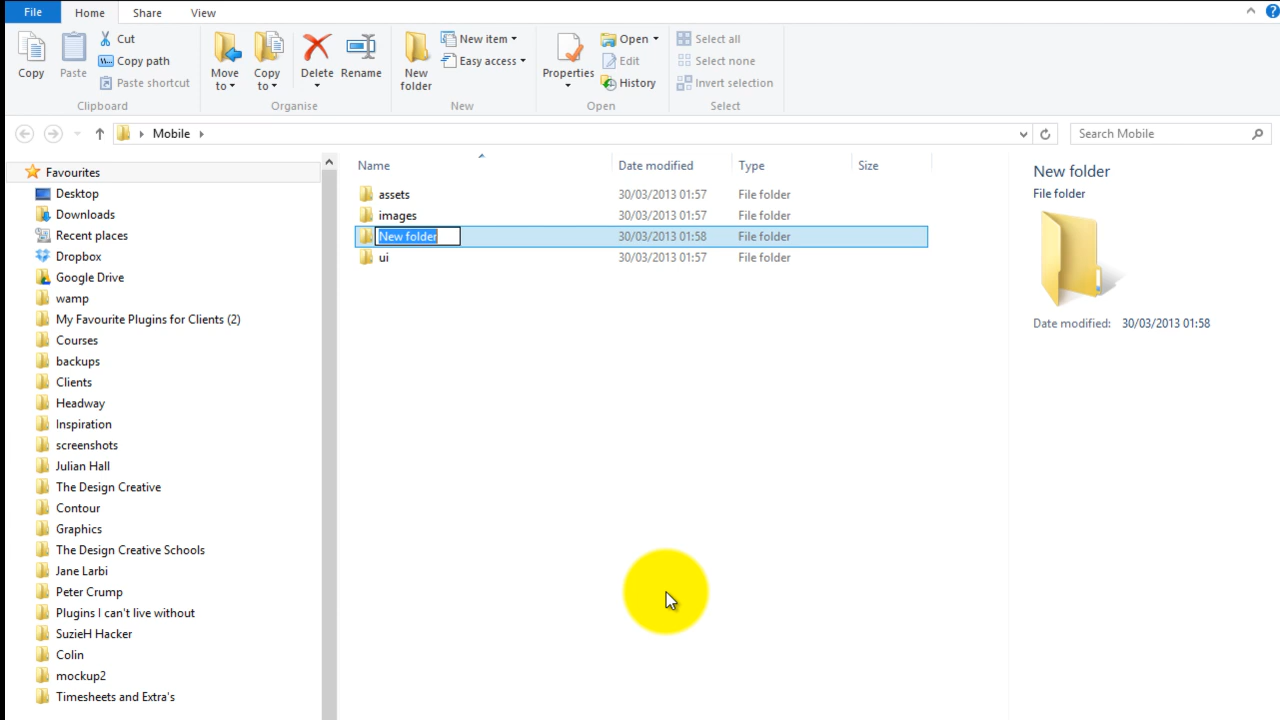 File Home Share View
Copy
Paste
Cut
Copy path
Paste shortcut
Clipboard
Move to
Copy to
Delete
Rename
Organise
New folder
New item
Easy access
New
Properties
Open
Edit
History
Open
Select all
Select none
Invert selection
Select
Mobile
Search Mobile
Favourites
Desktop
Downloads
Recent places
Dropbox
Google Drive
wamp
My Favourite Plugins for Clients (2)
Courses
backups
Clients
Headway
Inspiration
screenshots
Julian Hall
The Design Creative
Contour
Graphics
The Design Creative Schools
Jane Larbi
Peter Crump
Plugins I can't live without
SuzieH Hacker
Colin
mockup2
Timesheets and Extra's
Name Date modified Type Size
assets 30/03/2013 01:57 File folder
images 30/03/2013 01:57 File folder
New folder 30/03/2013 01:58 File folder
ui 30/03/2013 01:57 File folder
New folder
File folder
Date modified: 30/03/2013 01:58